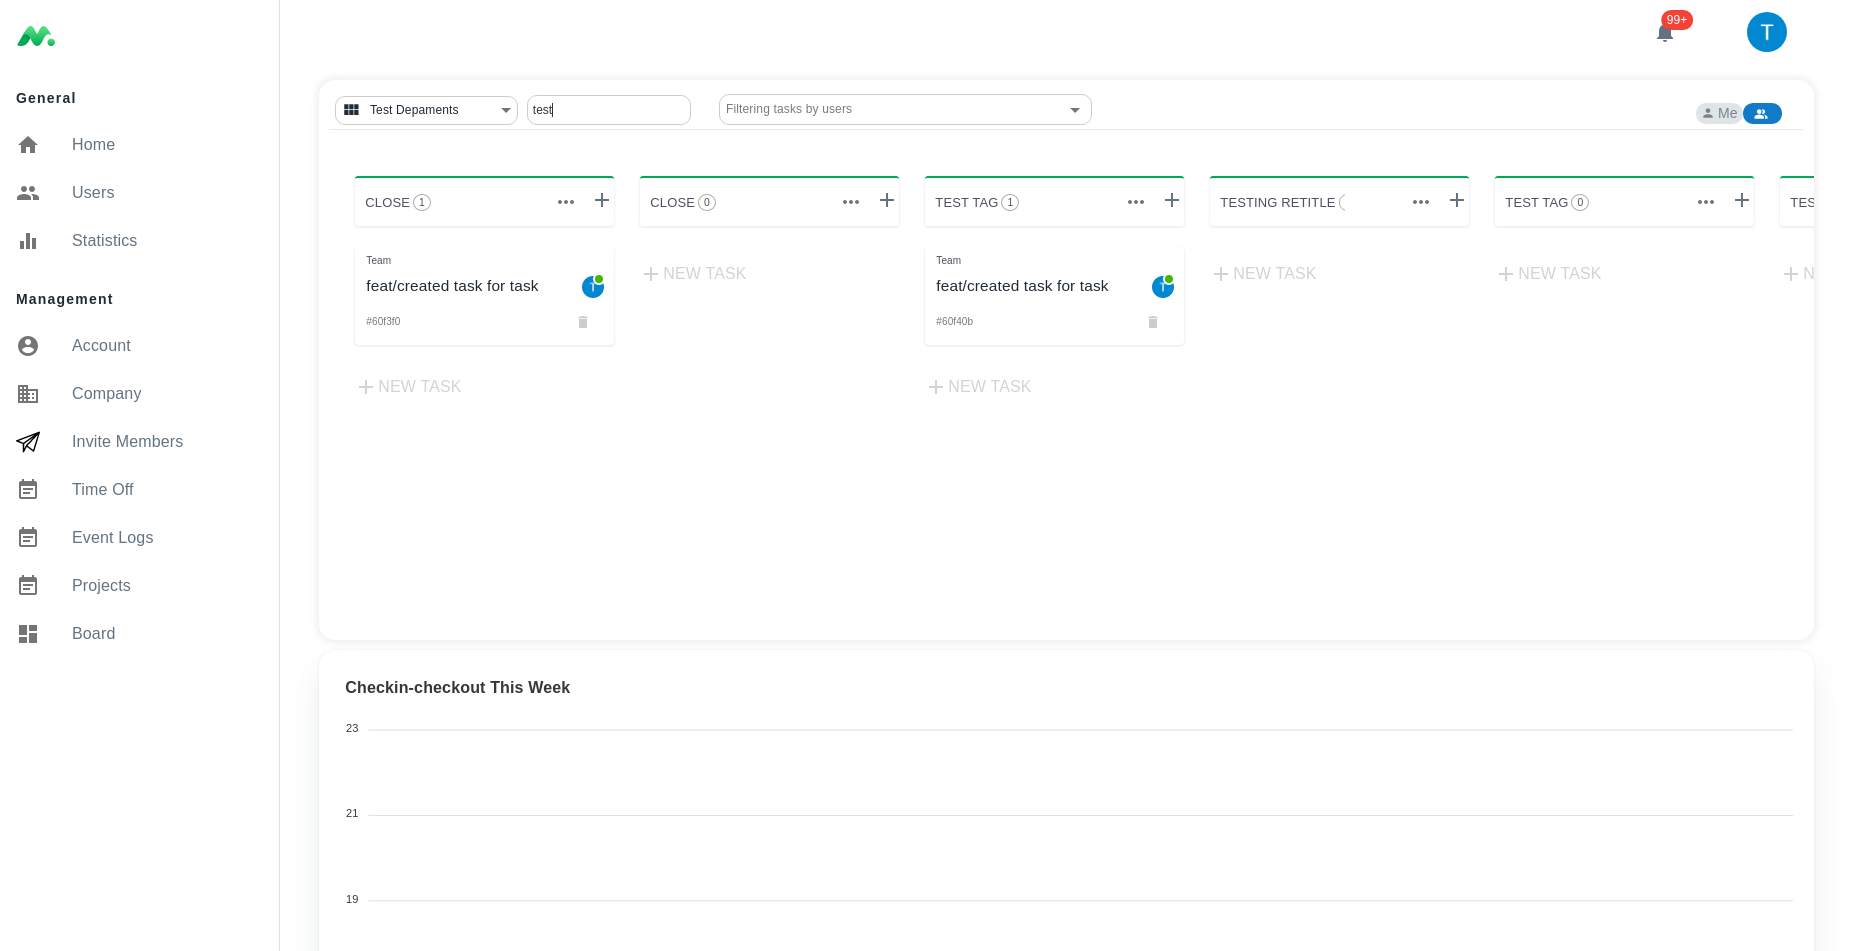 99+
T
General
Home
Users
Statistics
Management
Account
Company
Invite Members
Time Off
Event Logs
Projects
Board
Test Depaments
test
Filtering tasks by users
Me
CLOSE 1
CLOSE 0
TEST TAG 1
TESTING RETITLE
TEST TAG 0
TES
Team
feat/created task for task
T
#60f3f0
NEW TASK
NEW TASK
Team
feat/created task for task
T
#60f40b
NEW TASK
NEW TASK
NEW TASK
N
Checkin-checkout This Week
23
21
19